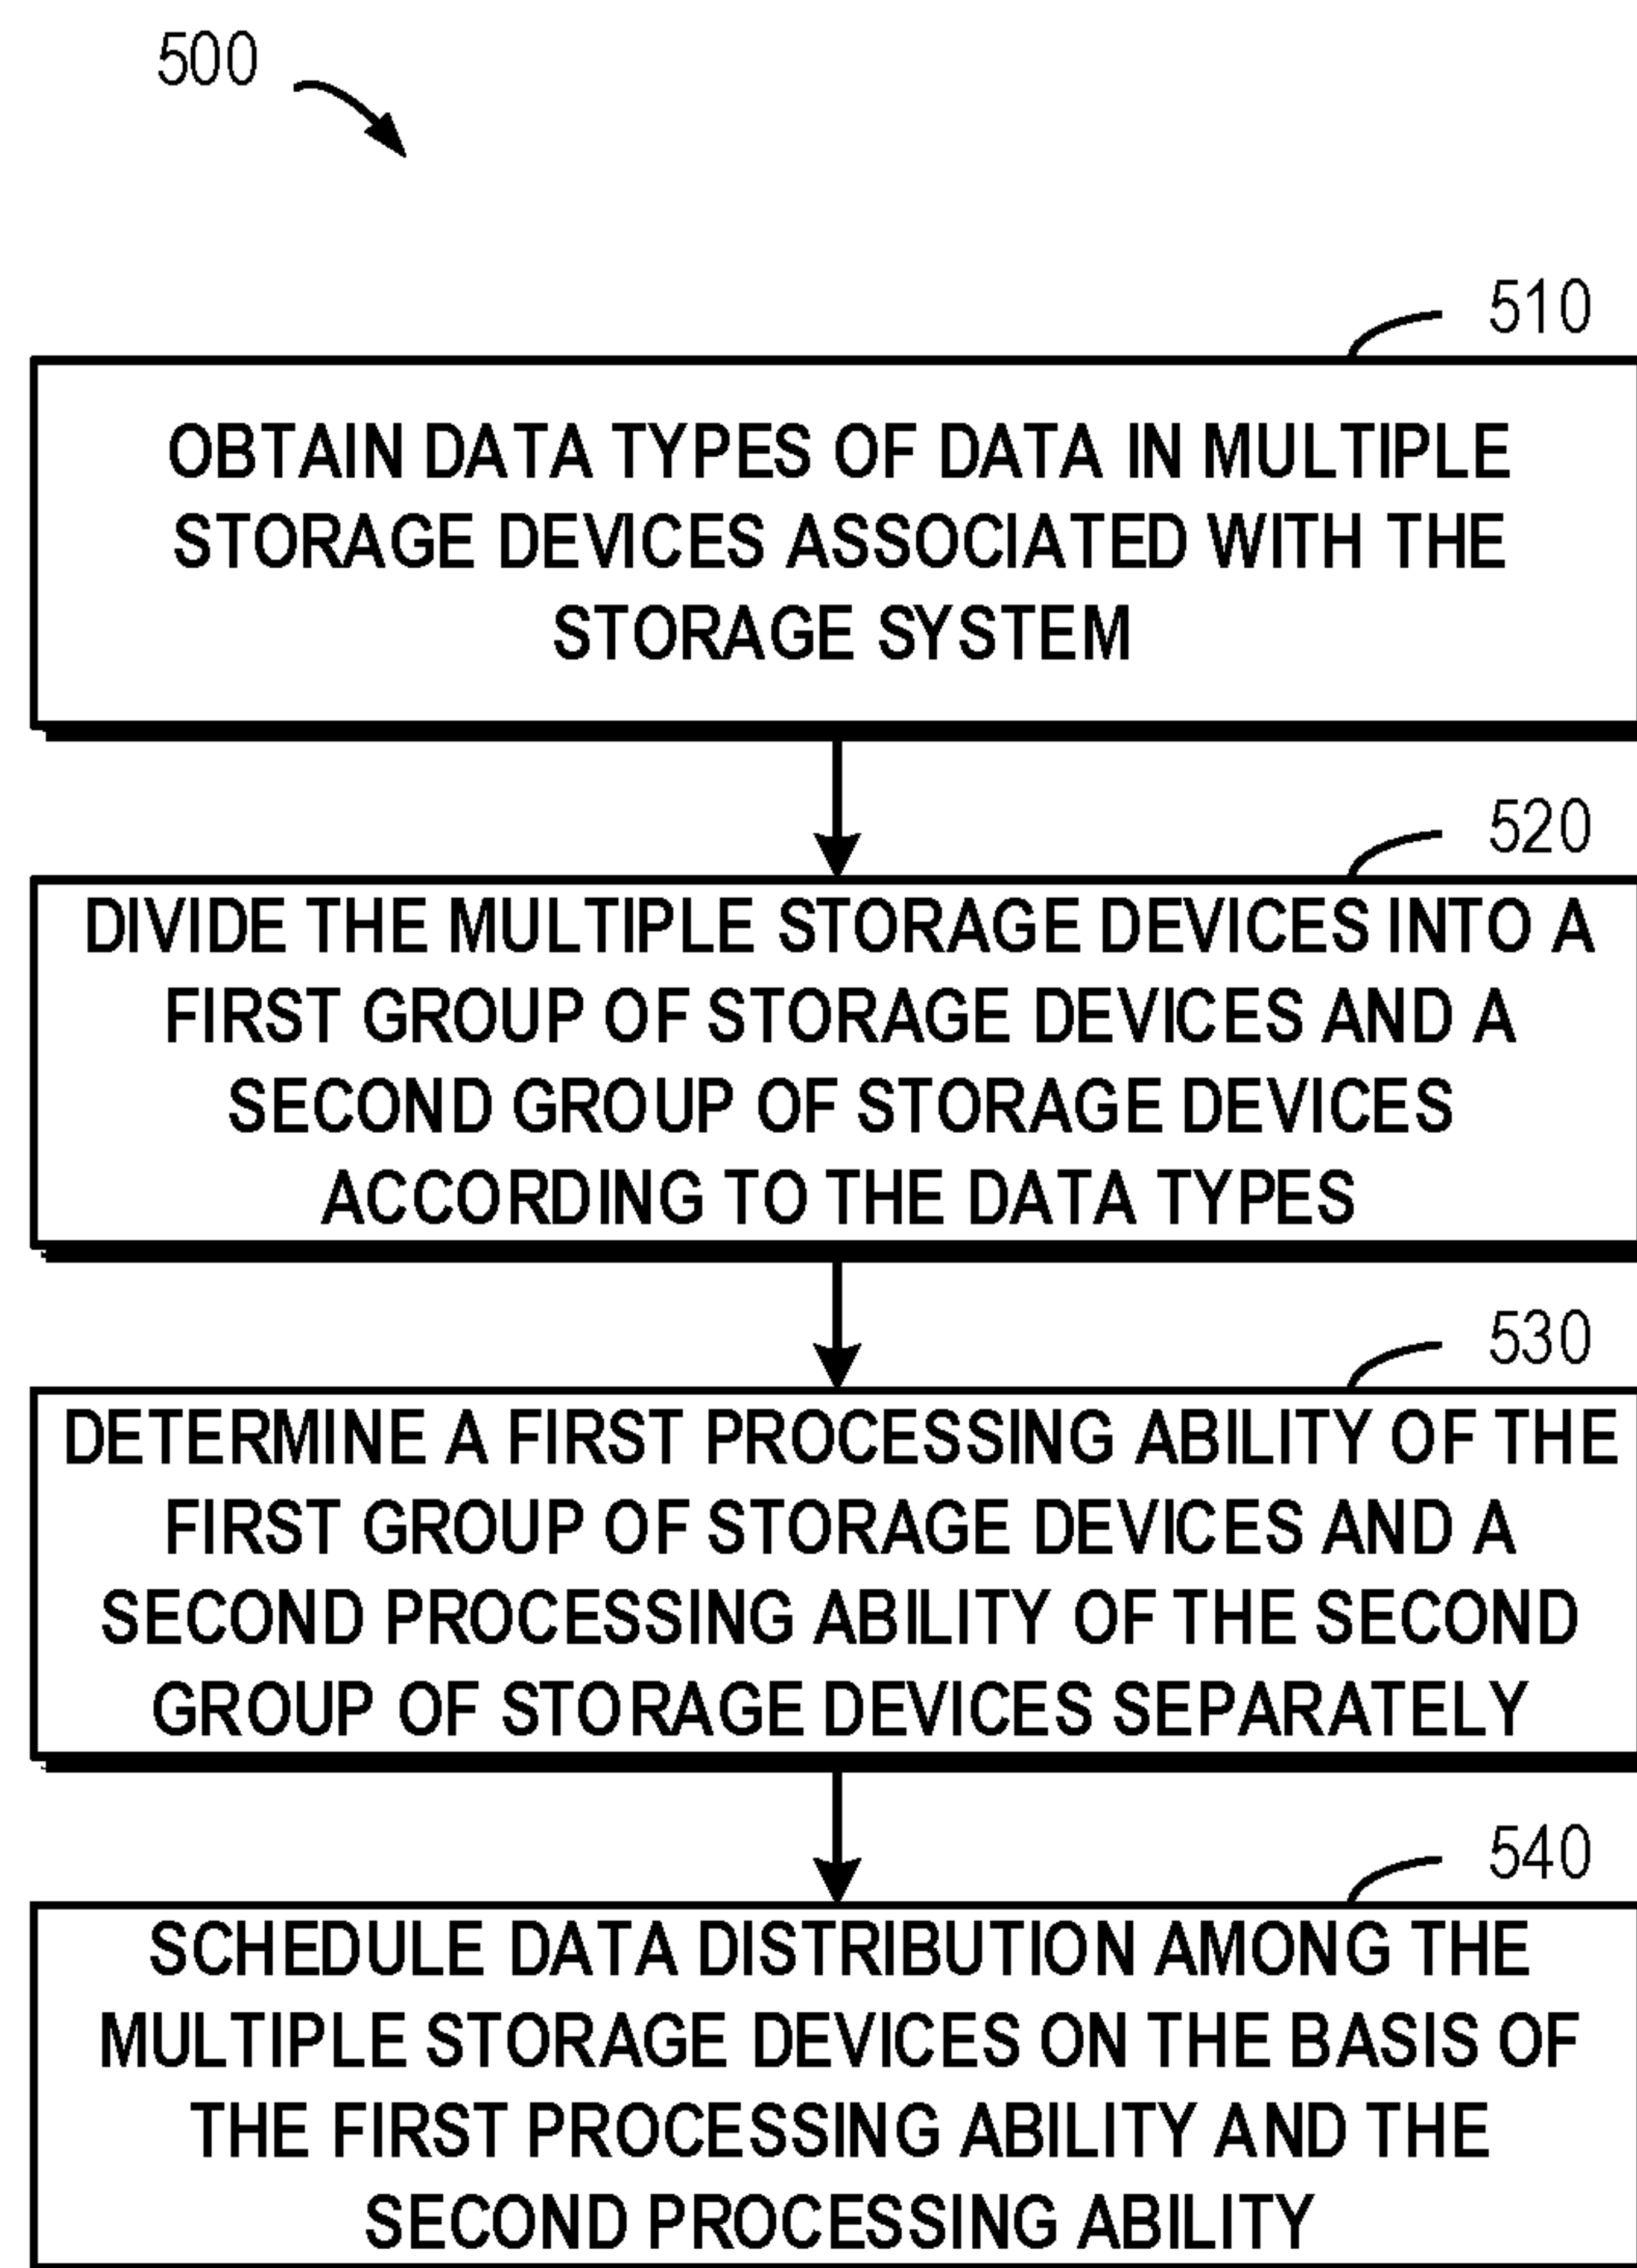 500
510
OBTAIN DATA TYPES OF DATA IN MULTIPLE
STORAGE DEVICES ASSOCIATED WITH THE
STORAGE SYSTEM
520
DIVIDE THE MULTIPLE STORAGE DEVICES INTO A
FIRST GROUP OF STORAGE DEVICES AND A
SECOND GROUP OF STORAGE DEVICES
ACCORDING TO THE DATA TYPES
530
DETERMINE A FIRST PROCESSING ABILITY OF THE
FIRST GROUP OF STORAGE DEVICES AND A
SECOND PROCESSING ABILITY OF THE SECOND
GROUP OF STORAGE DEVICES SEPARATELY
540
SCHEDULE DATA DISTRIBUTION AMONG THE
MULTIPLE STORAGE DEVICES ON THE BASIS OF
THE FIRST PROCESSING ABILITY AND THE
SECOND PROCESSING ABILITY